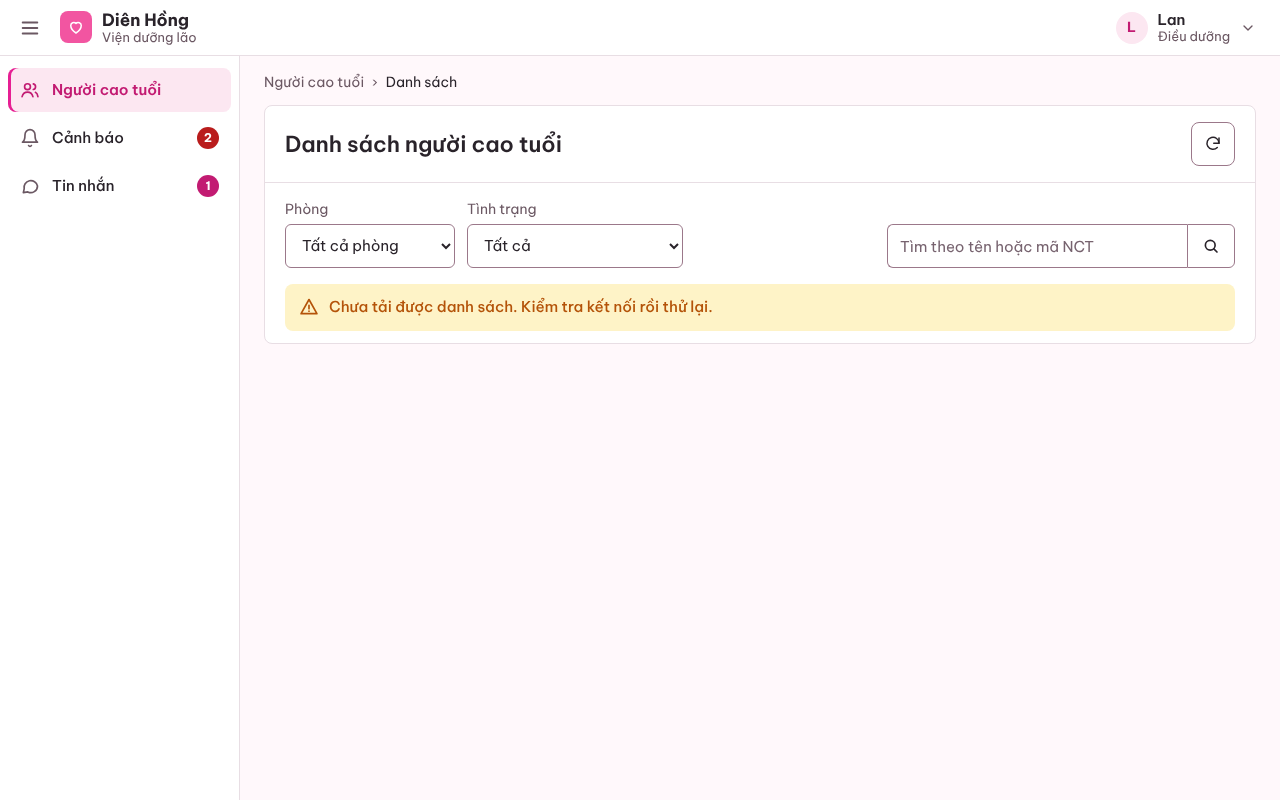 Diên Hồng
Viện dưỡng lão
L
Lan
Điều dưỡng
Người cao tuổi
Cảnh báo 2
Tin nhắn 1
Người cao tuổi › Danh sách
Danh sách người cao tuổi
Phòng
Tình trạng
Tất cả phòng
Tất cả
Tìm theo tên hoặc mã NCT
Chưa tải được danh sách. Kiểm tra kết nối rồi thử lại.